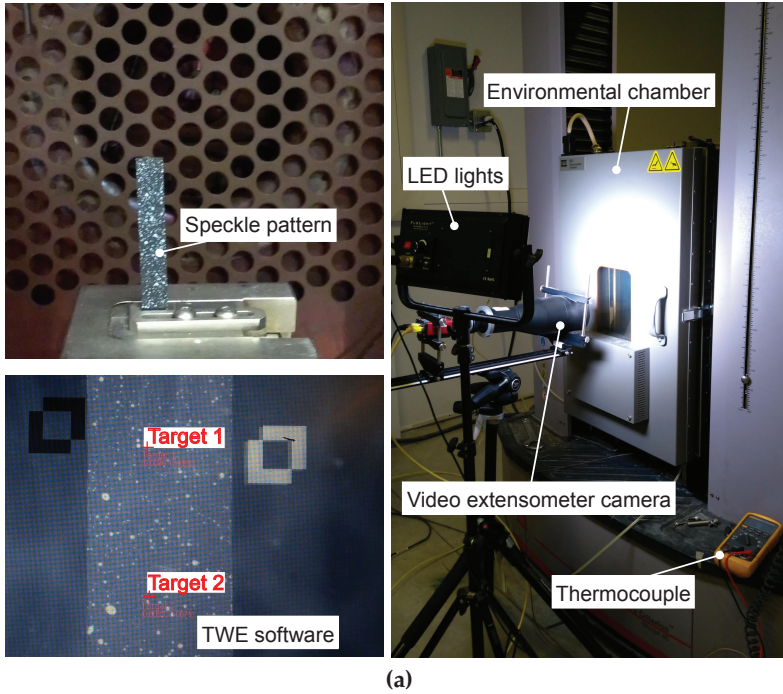 Speckle pattern
Target 1
Target 2
TWE software
Environmental chamber
LED lights
Video extensometer camera
Thermocouple
(a)